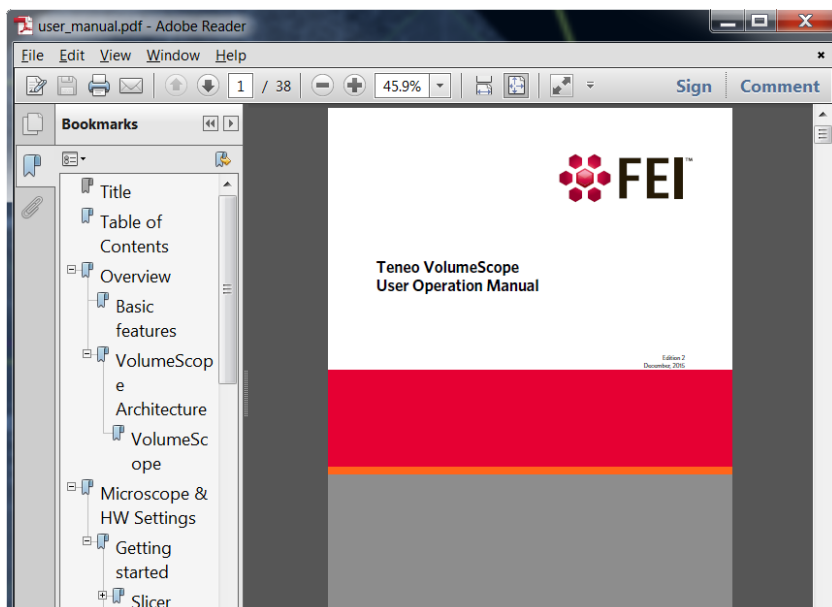 user_manual.pdf - Adobe Reader
File Edit View Window Help
1 / 38 45.9% Sign Comment
Bookmarks
Title
Table of
Contents
Overview
Basic
features
VolumeScop
e
Architecture
VolumeSc
ope
Microscope &
HW Settings
Getting
started
Slicer
FEI™
Teneo VolumeScope
User Operation Manual
Edition 2
December, 2015